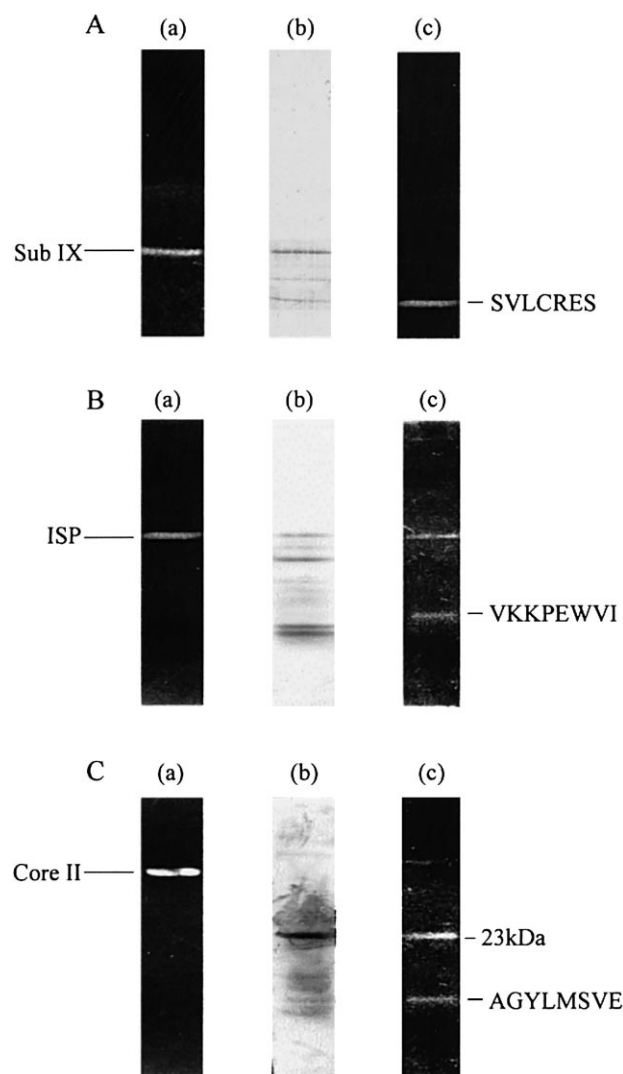 A
(a) (b) (c)
Sub IX
SVLCRES
B
(a) (b) (c)
ISP
VKKPEWVI
C
(a) (b) (c)
Core II
23kDa
AGYLMSVE